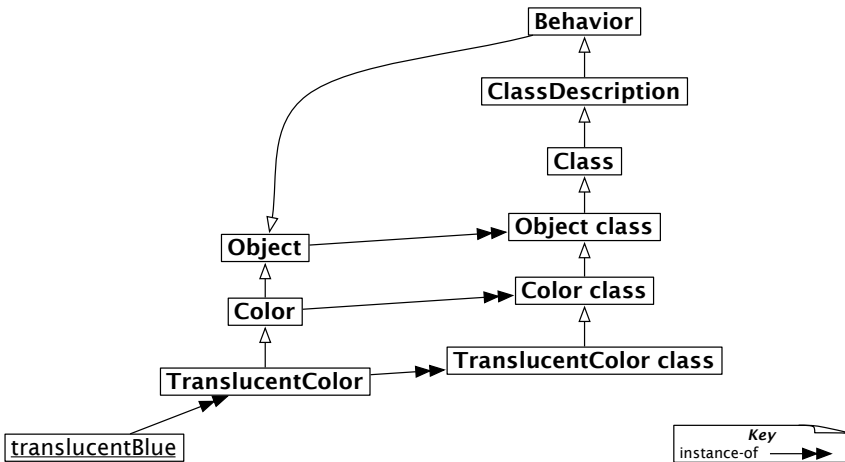 Behavior
ClassDescription
Class
Object class
Object
Color class
Color
TranslucentColor class
TranslucentColor
translucentBlue
Key
instance-of